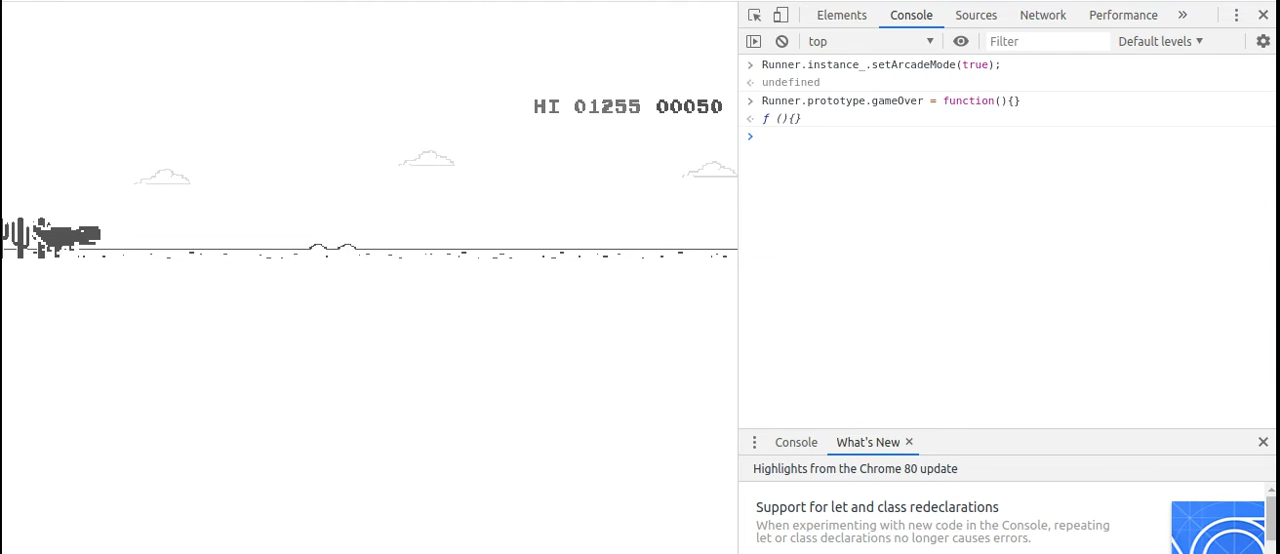 HI 01255 00050
Elements Console Sources Network Performance »
top Filter Default levels
Runner.instance_.setArcadeMode(true);
undefined
Runner.prototype.gameOver = function(){}
ƒ (){}
Console What's New ×
Highlights from the Chrome 80 update
Support for let and class redeclarations
When experimenting with new code in the Console, repeating
let or class declarations no longer causes errors.